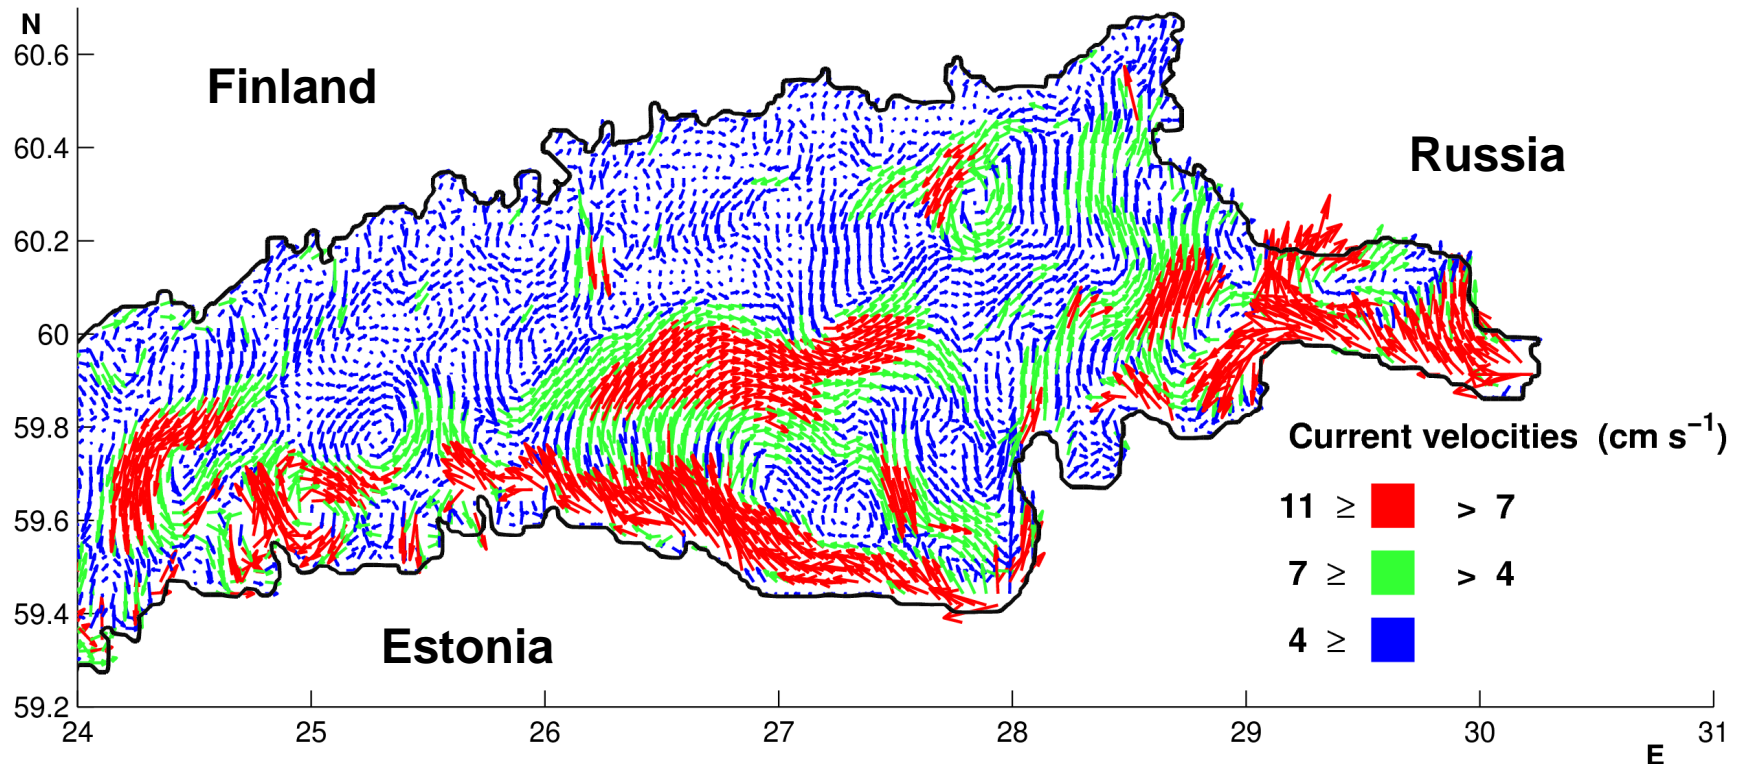 N
60.6
60.4
60.2
60
59.8
59.6
59.4
59.2
Finland
Russia
Estonia
Current velocities (cm s⁻¹)
11 ≥ > 7
7 ≥ > 4
4 ≥
24 25 26 27 28 29 30 31
E